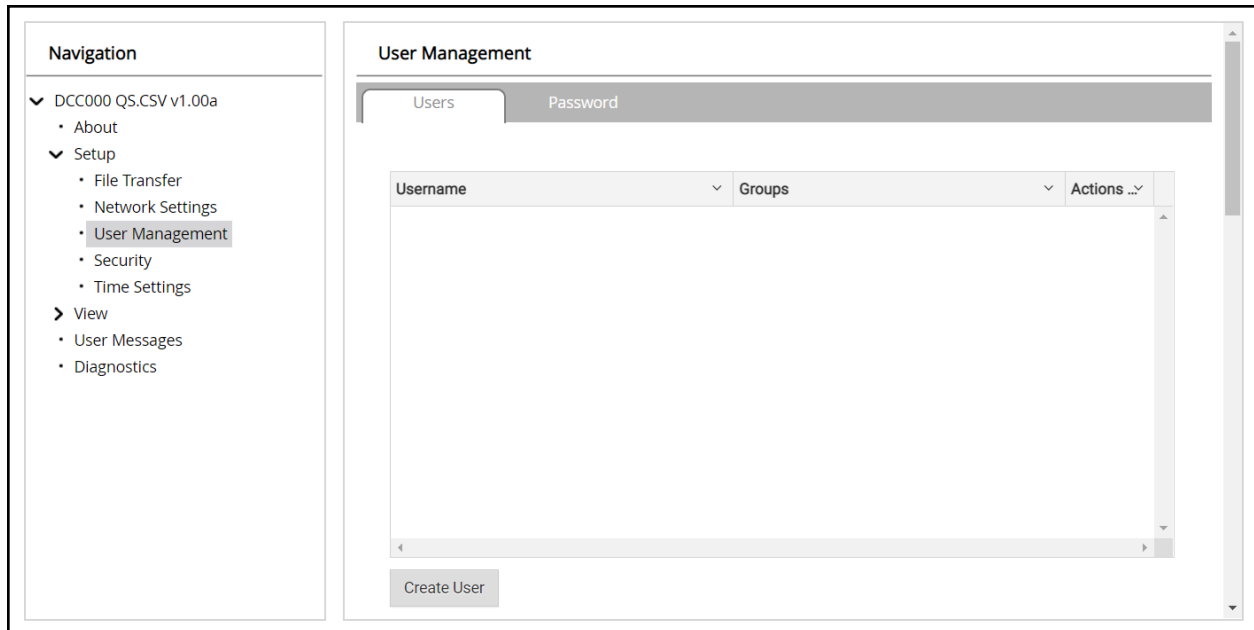 Navigation
DCC000 QS.CSV v1.00a
About
Setup
File Transfer
Network Settings
User Management
Security
Time Settings
View
User Messages
Diagnostics
User Management
Users Password
Username Groups Actions ...
Create User